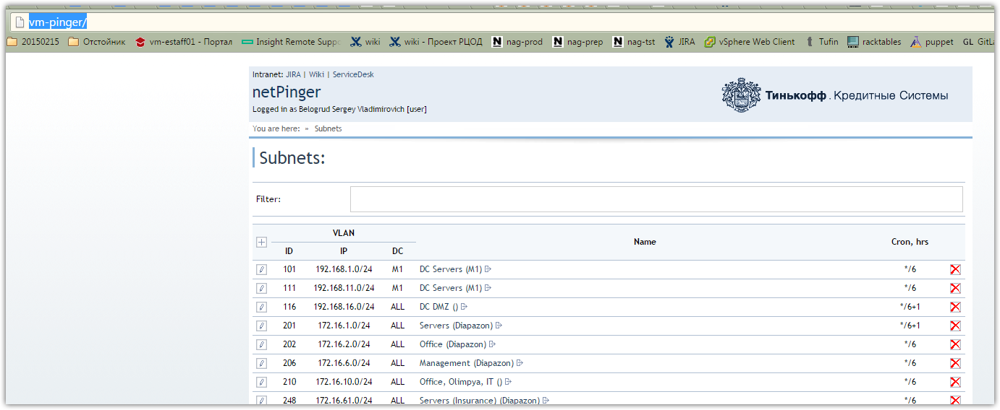 vm-pinger/
20150215 Отстойник vm-estaff01 - Портал Insight Remote Supp wiki wiki - Проект РЦОД nag-prod nag-prep nag-tst JIRA vSphere Web Client Tufin racktables puppet GL GitLa
Intranet: JIRA | Wiki | ServiceDesk
netPinger
Тинькофф . Кредитные Системы
Logged in as Belogrud Sergey Vladimirovich [user]
You are here: » Subnets
Subnets:
Filter:
VLAN Name Cron, hrs
ID IP DC
101 192.168.1.0/24 M1 DC Servers (M1) */6
111 192.168.11.0/24 M1 DC Servers (M1) */6
116 192.168.16.0/24 ALL DC DMZ () */6+1
201 172.16.1.0/24 ALL Servers (Diapazon) */6+1
202 172.16.2.0/24 ALL Office (Diapazon) */6
206 172.16.6.0/24 ALL Management (Diapazon) */6
210 172.16.10.0/24 ALL Office, Olimpya, IT () */6
248 172.16.61.0/24 ALL Servers (Insurance) (Diapazon) */6